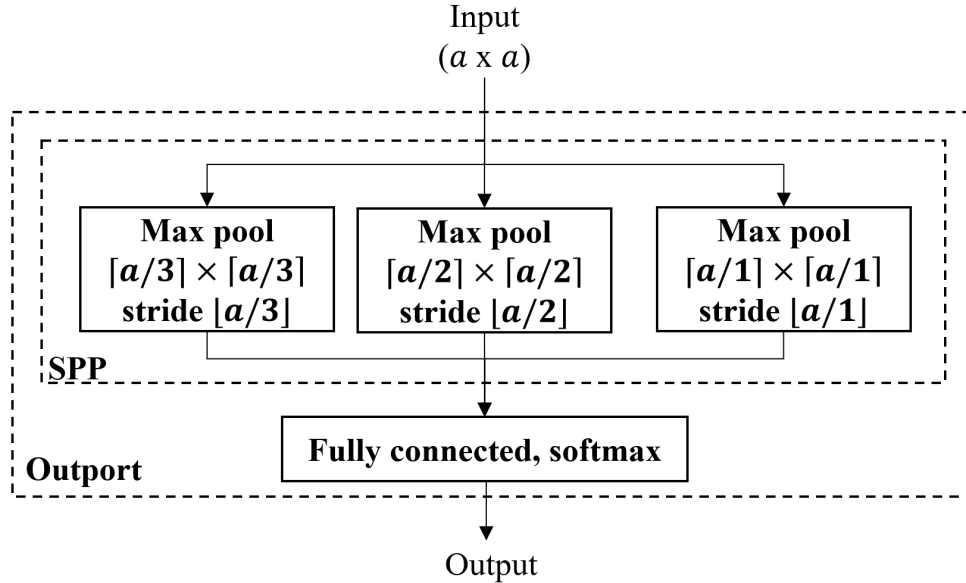 Input
(a x a)
Max pool
⌈a/3⌉ × ⌈a/3⌉
stride ⌊a/3⌋
Max pool
⌈a/2⌉ × ⌈a/2⌉
stride ⌊a/2⌋
Max pool
⌈a/1⌉ × ⌈a/1⌉
stride ⌊a/1⌋
SPP
Fully connected, softmax
Outport
Output